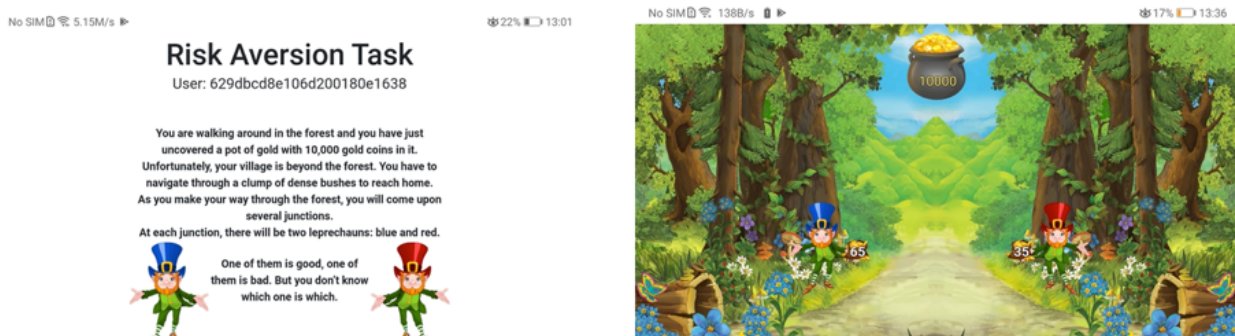 No SIM 5.15M/s 22% 13:01
Risk Aversion Task
User: 629dbcd8e106d200180e1638
You are walking around in the forest and you have just
uncovered a pot of gold with 10,000 gold coins in it.
Unfortunately, your village is beyond the forest. You have to
navigate through a clump of dense bushes to reach home.
As you make your way through the forest, you will come upon
several junctions.
At each junction, there will be two leprechauns: blue and red.
One of them is good, one of
them is bad. But you don't know
which one is which.
No SIM 138B/s 17% 13:36
10000
65
35